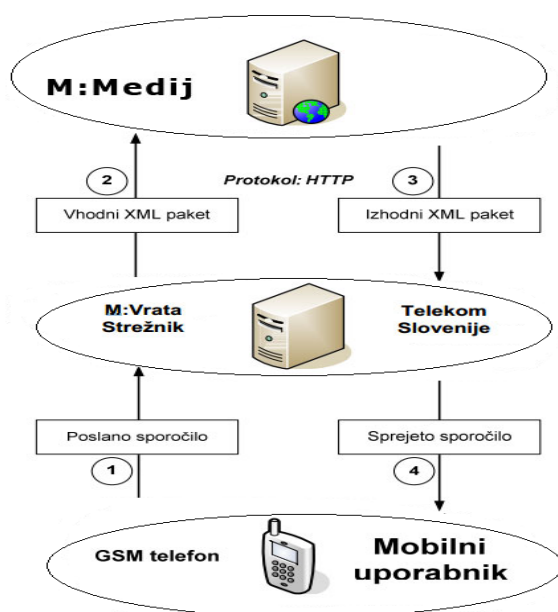 M:Medij
2
Protokol: HTTP
3
Vhodni XML paket
Izhodni XML paket
M:Vrata
Strežnik
Telekom
Slovenije
Poslano sporočilo
Sprejeto sporočilo
1
4
GSM telefon
Mobilni
uporabnik